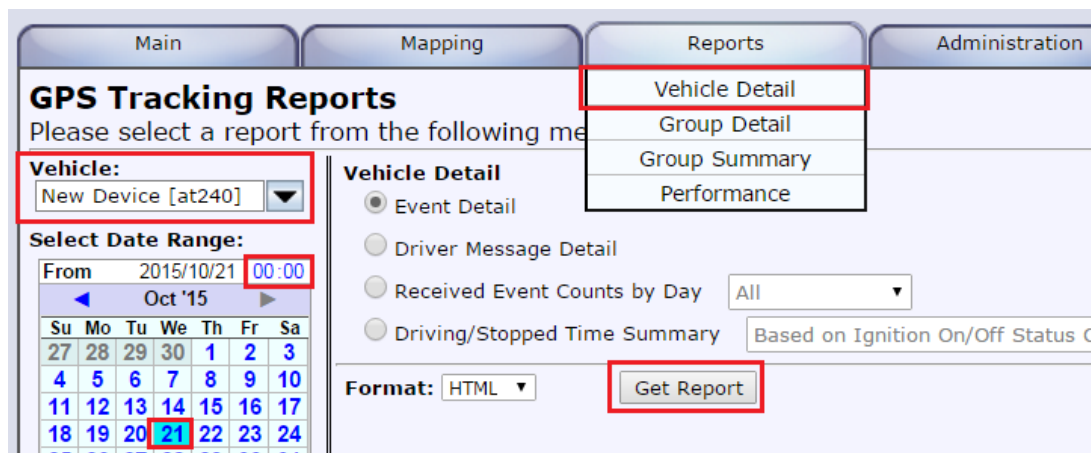 Main Mapping Reports Administration
Vehicle Detail
Group Detail
Group Summary
Performance
GPS Tracking Reports
Please select a report from the following me
Vehicle:
New Device [at240]
Select Date Range:
From 2015/10/21 00:00
Oct '15
Su Mo Tu We Th Fr Sa
27 28 29 30 1 2 3
4 5 6 7 8 9 10
11 12 13 14 15 16 17
18 19 20 21 22 23 24
Vehicle Detail
Event Detail
Driver Message Detail
Received Event Counts by Day All
Driving/Stopped Time Summary Based on Ignition On/Off Status
Format: HTML Get Report